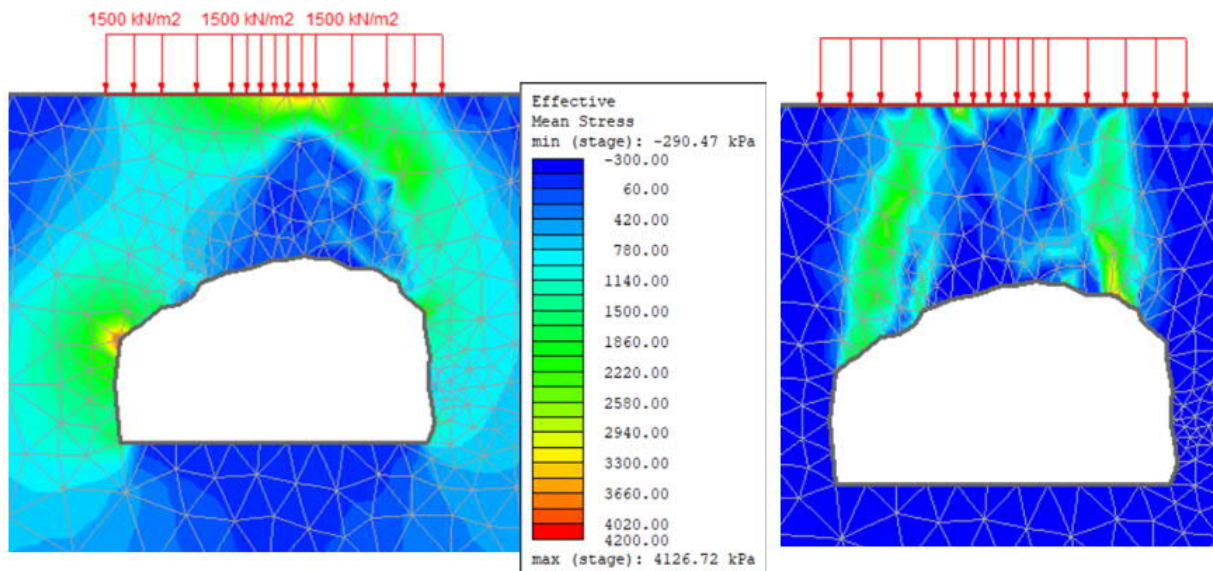 1500 kN/m2 1500 kN/m2 1500 kN/m2
Effective
Mean Stress
min (stage): -290.47 kPa
-300.00
60.00
420.00
780.00
1140.00
1500.00
1860.00
2220.00
2580.00
2940.00
3300.00
3660.00
4020.00
4200.00
max (stage): 4126.72 kPa